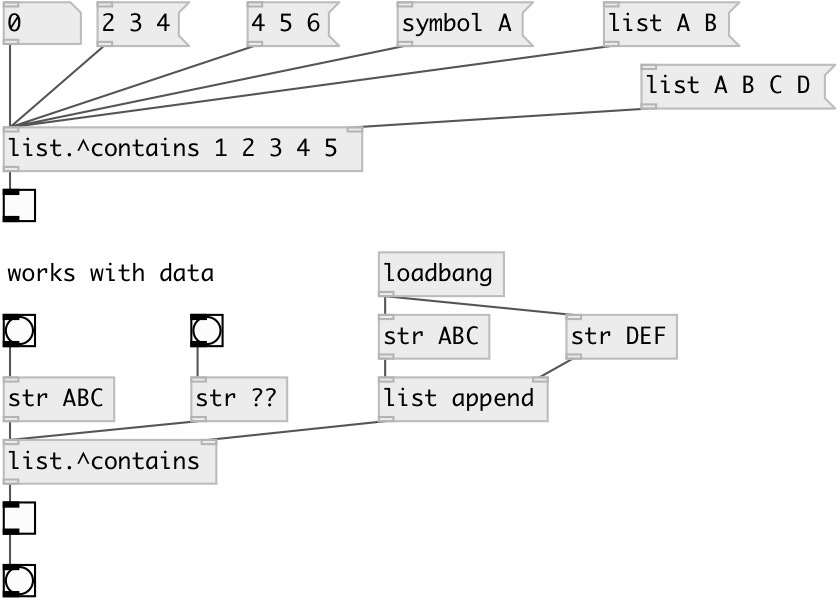 0
2 3 4
4 5 6
symbol A
list A B
list A B C D
list.^contains 1 2 3 4 5
works with data
loadbang
str ABC
str DEF
str ABC
str ??
list append
list.^contains